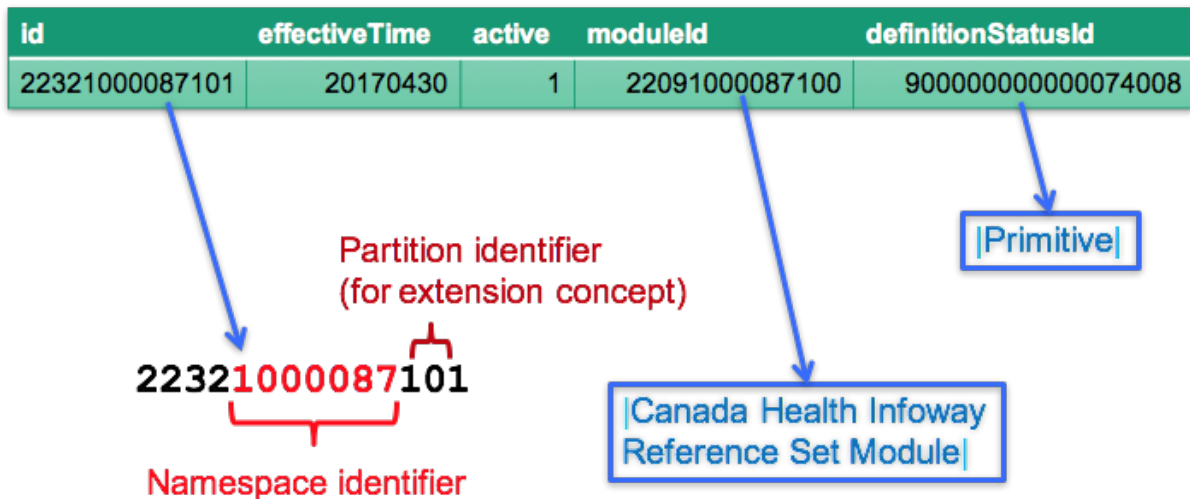 id effectiveTime active moduleId definitionStatusId
22321000087101 20170430 1 22091000087100 900000000000074008
|Primitive|
Partition identifier
(for extension concept)
22321000087101
|Canada Health Infoway
Reference Set Module|
Namespace identifier